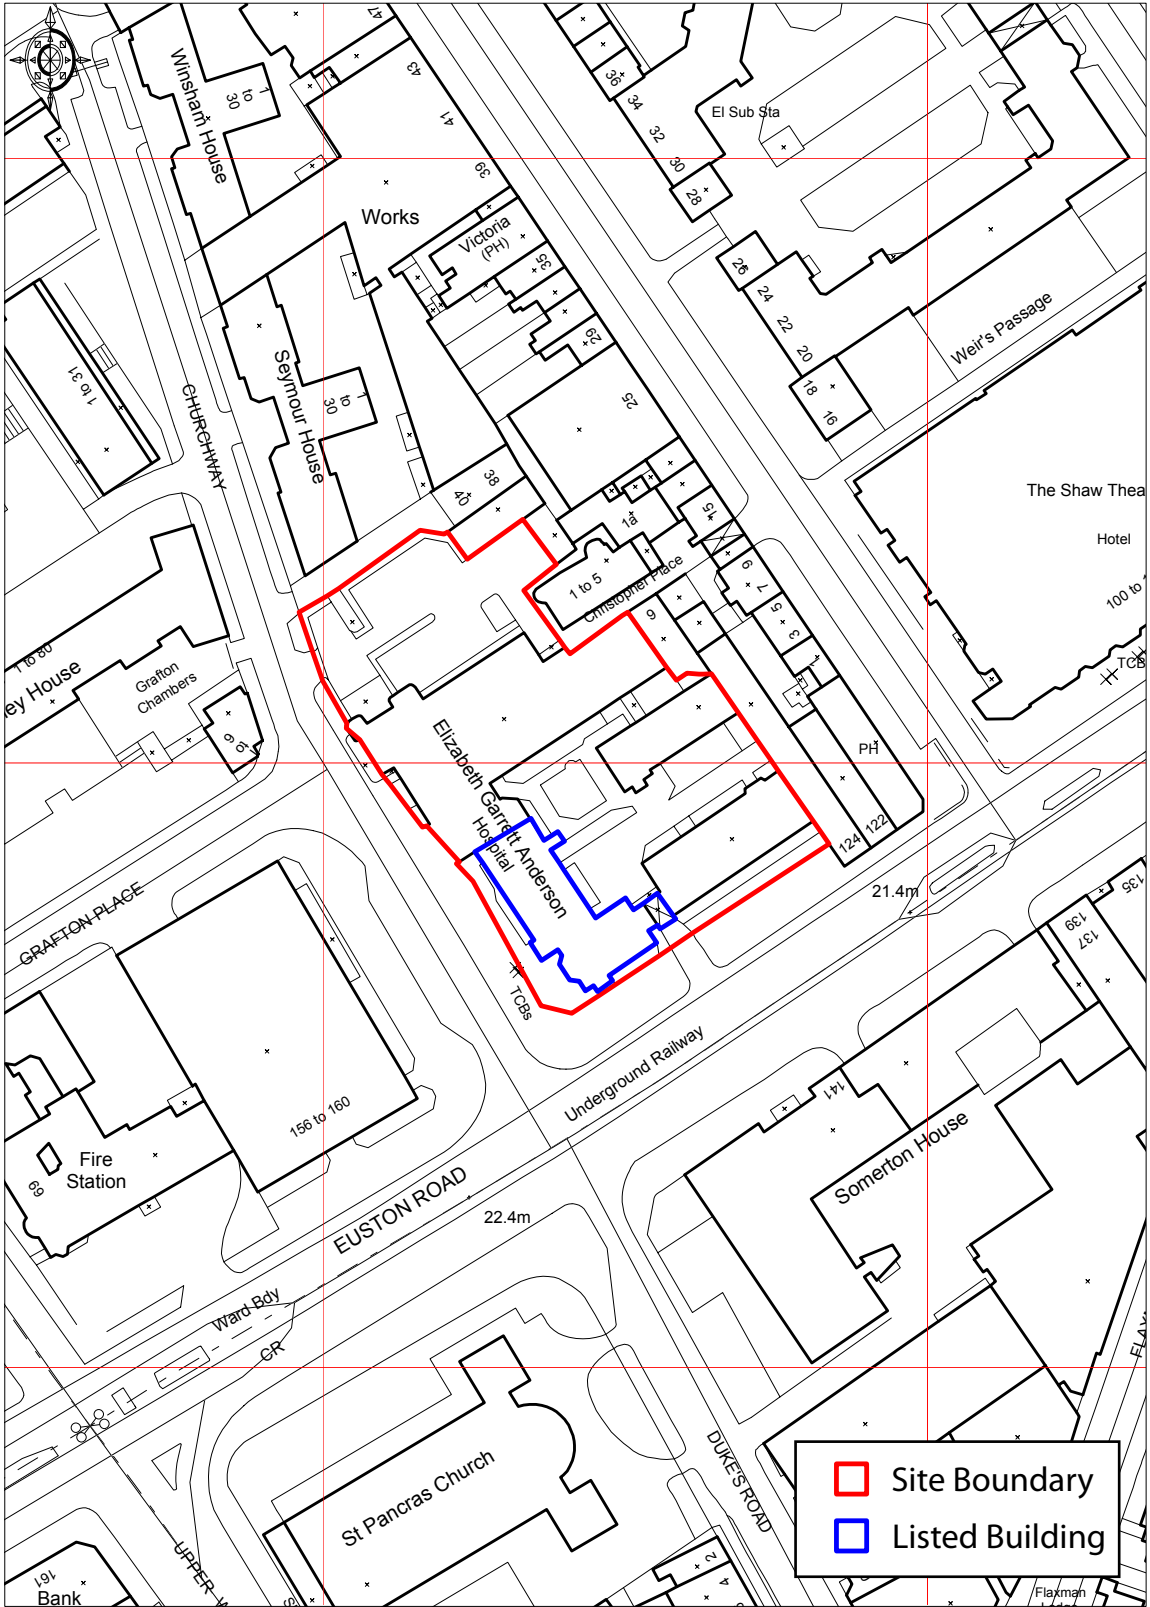 47
43
41
39
Winsham House
1
to
30
36
34
32
30
28
El Sub Sta
Works
Victoria
(PH)
35
29
26
24
22
20
18
16
Weir's Passage
1 to 31
CHURCHWAY
Seymour House
1
to
30
25
38
40
1a
15
The Shaw Thea
Hotel
100 to
1 to 5
Christopher Place
9
7
5
3
1
9
TCB
1 to 80
ey House
Grafton
Chambers
1 to 6
Elizabeth Garrett Anderson
Hospital
PH
124
122
21.4m
135
139
137
GRAFTON PLACE
TCBs
Underground Railway
141
156 to 160
Fire
Station
69
Somerton House
EUSTON ROAD
22.4m
Ward Bdy
CR
FLAX
St Pancras Church
DUKE'S ROAD
Site Boundary
Listed Building
UPPER W
161
Bank
2
4
Flaxman